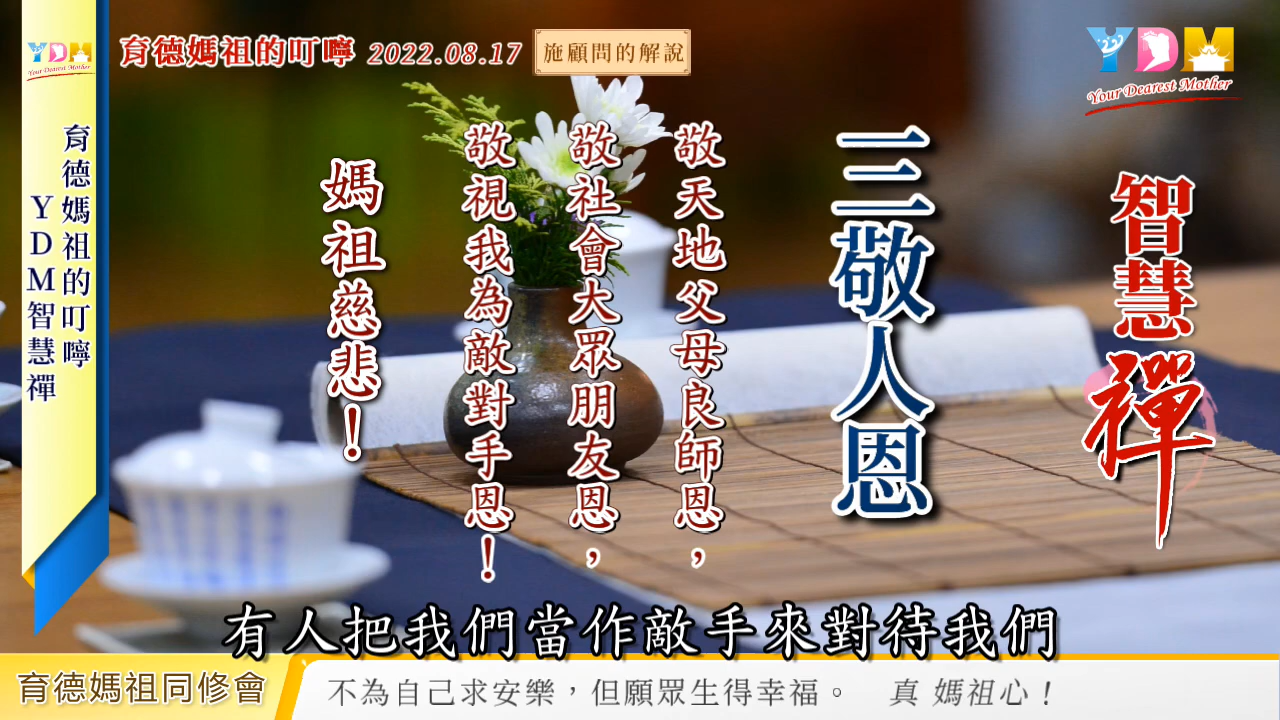 YDM
Your Dearest Mother
育德媽祖的叮嚀
YDM智慧禪
育德媽祖的叮嚀 2022.08.17
施顧問的解說
YDM
Your Dearest Mother
智慧禪
三敬人恩
敬天地父母良師恩，
敬社會大眾朋友恩，
敬視我為敵對手恩！
媽祖慈悲！
有人把我們當作敵手來對待我們
育德媽祖同修會
不為自己求安樂，但願眾生得幸福。 真 媽祖心！